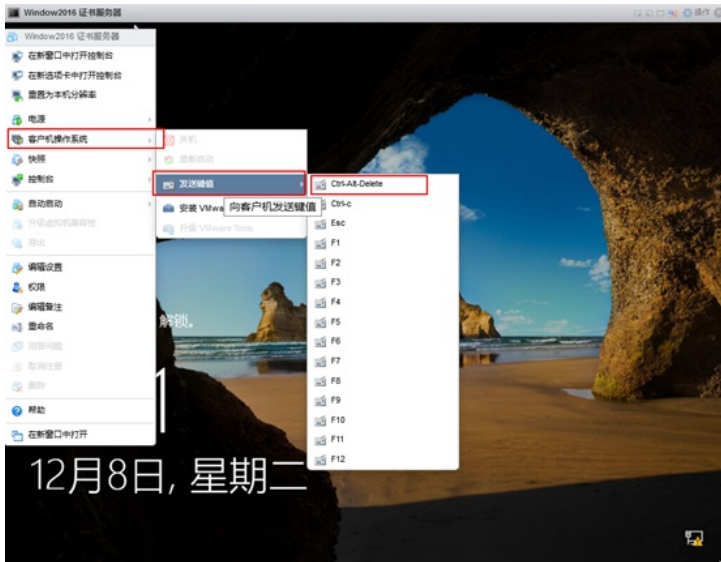 Window2016 证书服务器
操作
Window2016 证书服务器
在新窗口中打开控制台
在新选项卡中打开控制台
重置为本机分辨率
电源
客户机操作系统
快照
控制台
自动启动
升级虚拟机兼容性
导出
编辑设置
权限
编辑备注
重命名
回答问题
取消注册
删除
帮助
在新窗口中打开
关机
重新启动
发送键值
安装 VMwa
升级 VMware Tools
向客户机发送键值
Ctrl-Alt-Delete
Ctrl-c
Esc
F1
F2
F3
F4
F5
F6
F7
F8
F9
F10
F11
F12
解锁。
1
12月8日, 星期二